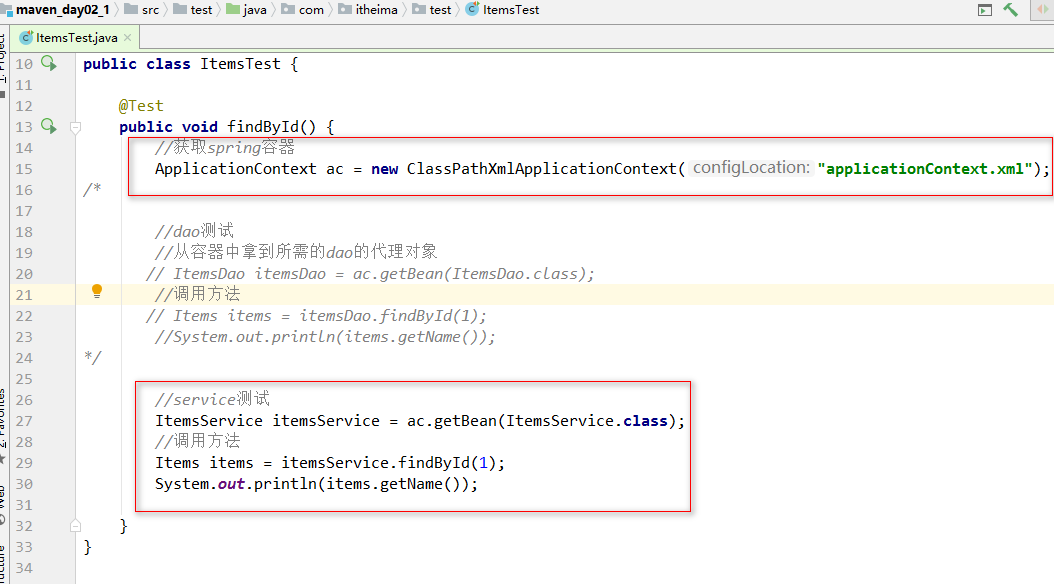 maven_day02_1 src test java com itheima test ItemsTest
ItemsTest.java
10 public class ItemsTest {
11
12 @Test
13 public void findById() {
14 //获取spring容器
15 ApplicationContext ac = new ClassPathXmlApplicationContext( configLocation: "applicationContext.xml");
16 /*
17
18 //dao测试
19 //从容器中拿到所需的dao的代理对象
20 // ItemsDao itemsDao = ac.getBean(ItemsDao.class);
21 //调用方法
22 // Items items = itemsDao.findById(1);
23 //System.out.println(items.getName());
24 */
25
26 //service测试
27 ItemsService itemsService = ac.getBean(ItemsService.class);
28 //调用方法
29 Items items = itemsService.findById(1);
30 System.out.println(items.getName());
31
32 }
33 }
34